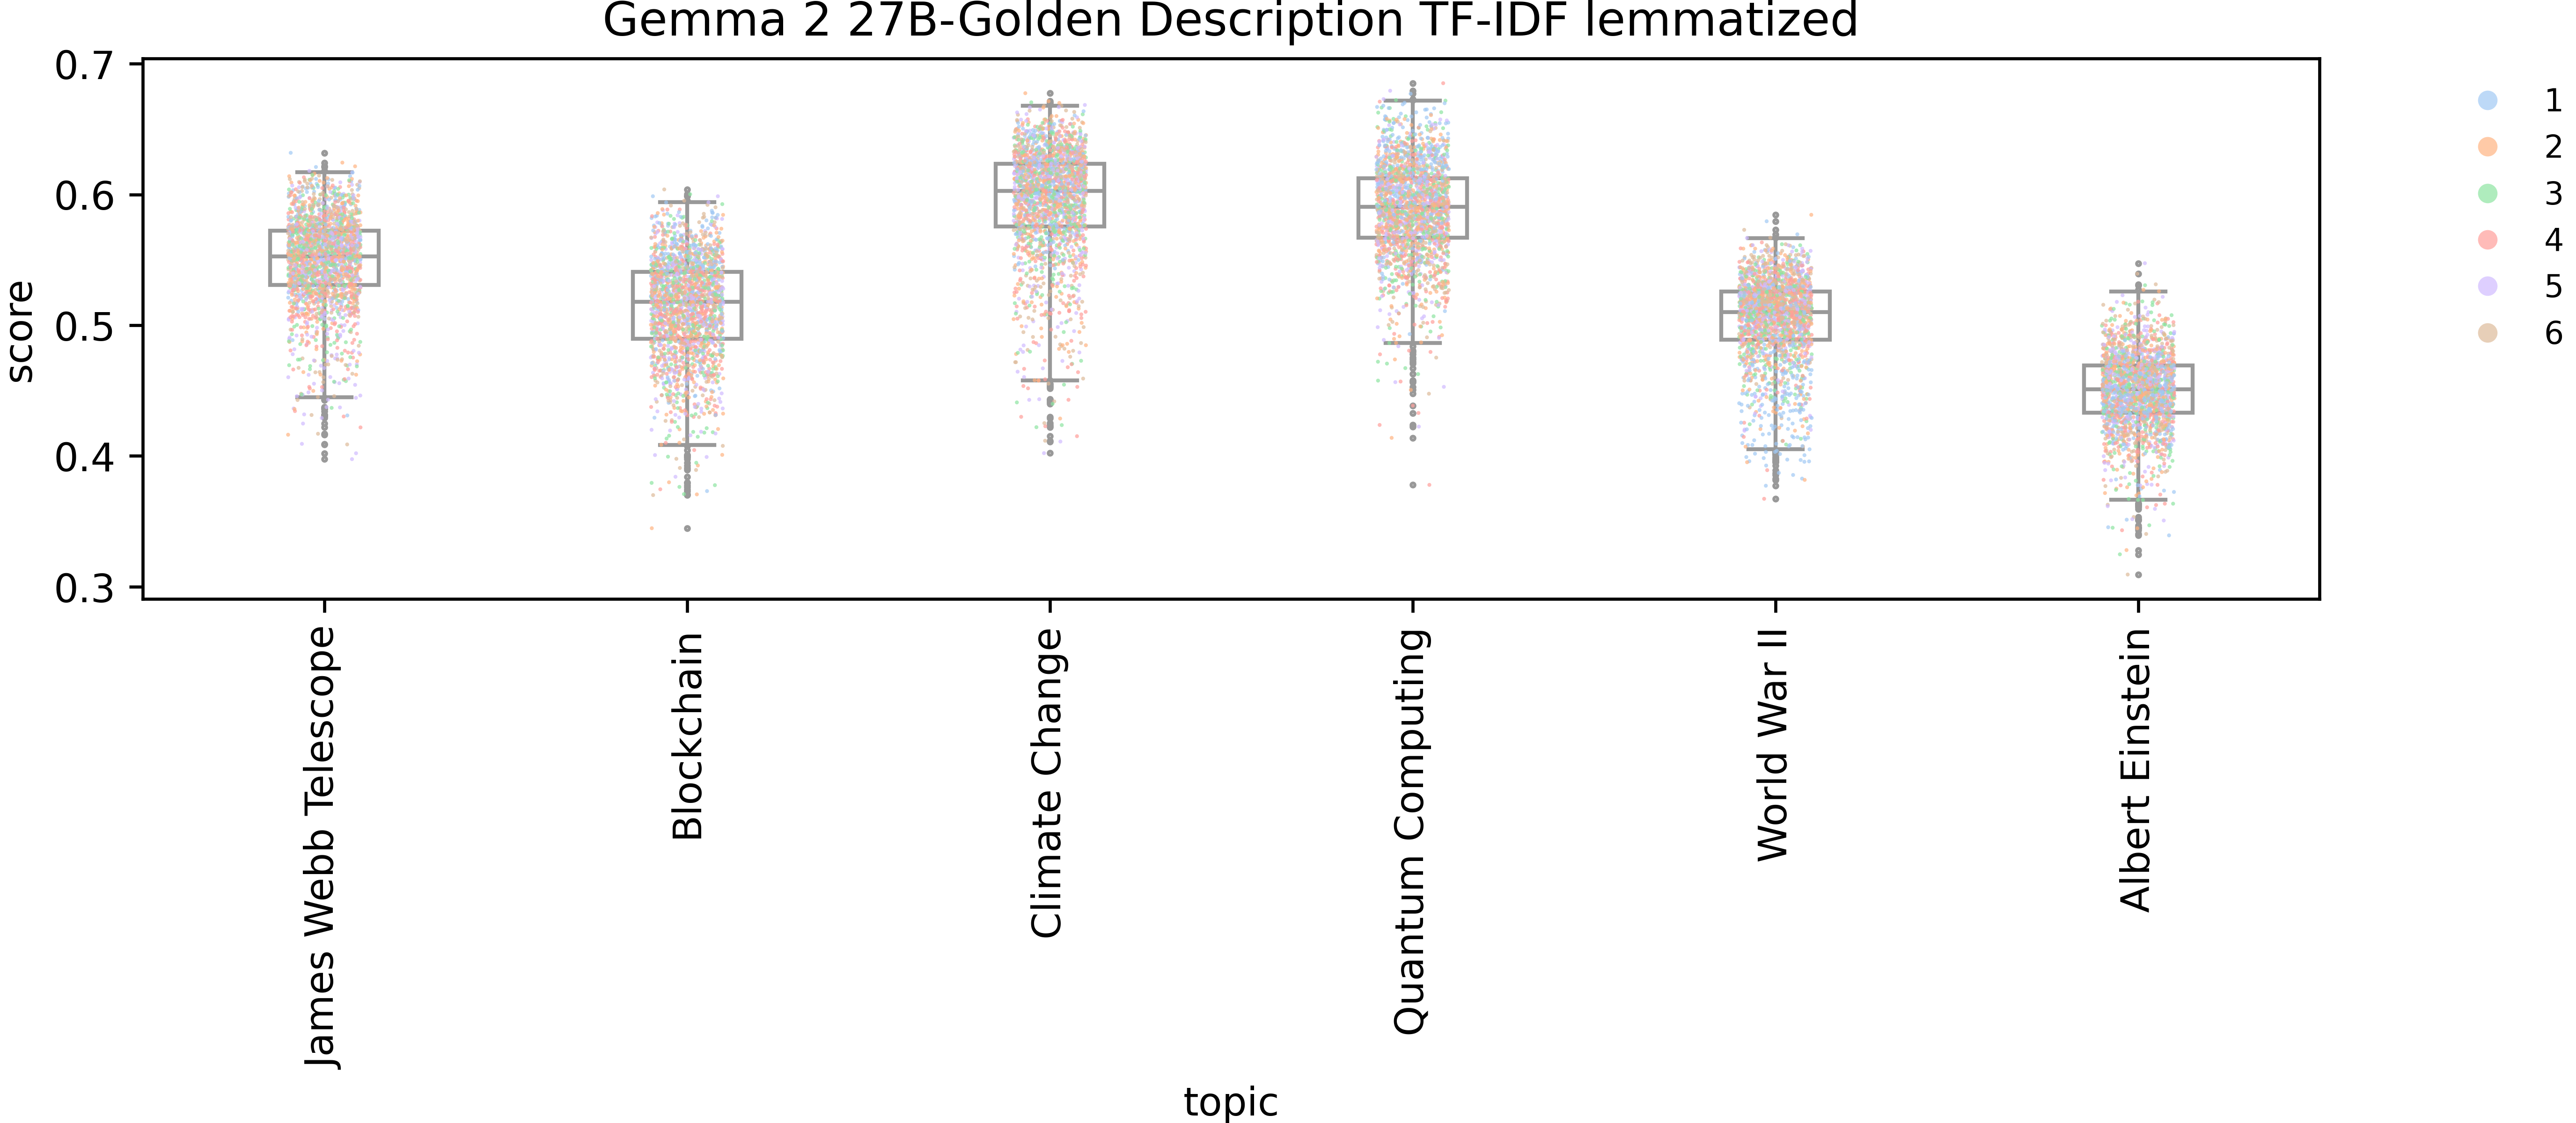 Gemma 2 27B-Golden Description TF-IDF lemmatized
0.7
0.6
0.5
0.4
0.3
score
James Webb Telescope
Blockchain
Climate Change
Quantum Computing
World War II
Albert Einstein
topic
1
2
3
4
5
6